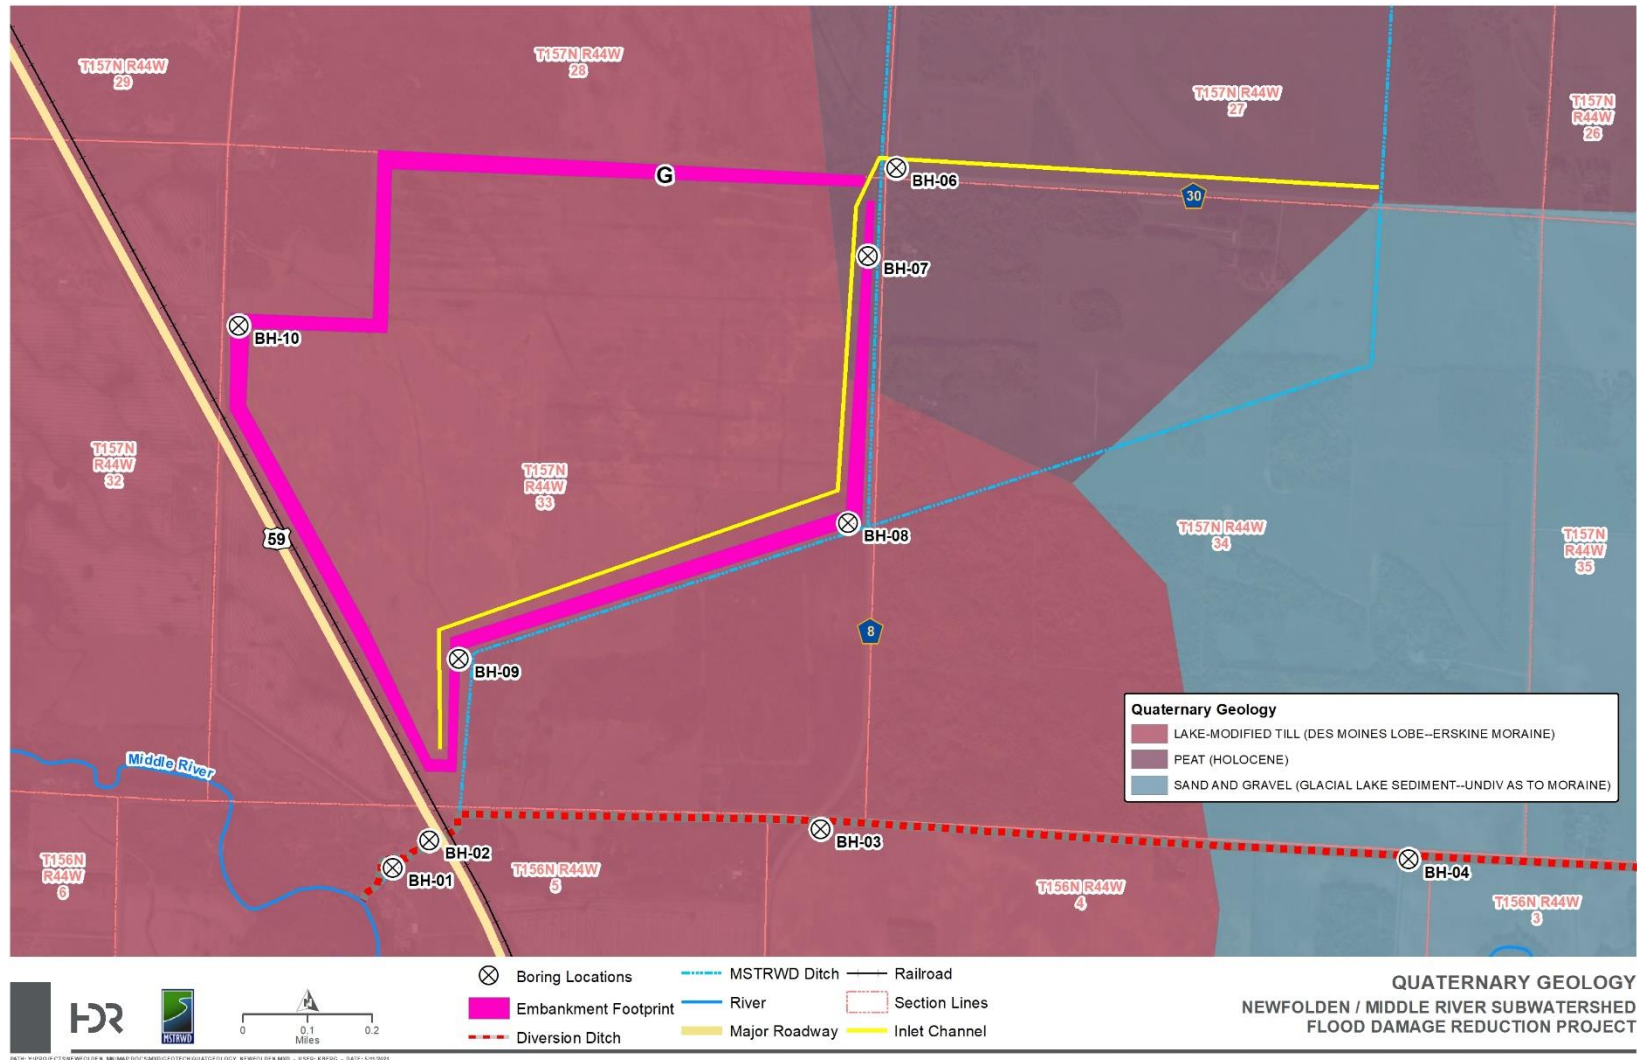 T157N R44W
29
T157N R44W
28
T157N R44W
27
T157N
R44W
26
G
BH-06
30
BH-07
BH-10
T157N
R44W
32
T157N
R44W
33
59
BH-08
T157N R44W
34
T157N
R44W
35
8
BH-09
Middle River
Quaternary Geology
LAKE-MODIFIED TILL (DES MOINES LOBE--ERSKINE MORAINE)
PEAT (HOLOCENE)
SAND AND GRAVEL (GLACIAL LAKE SEDIMENT--UNDIV AS TO MORAINE)
BH-03
BH-02
BH-01
BH-04
T156N
R44W
6
T156N R44W
5
T156N R44W
4
T156N R44W
3
HDR
MSTRWD
N
0 0.1 0.2
Miles
Boring Locations
Embankment Footprint
Diversion Ditch
MSTRWD Ditch
River
Major Roadway
Railroad
Section Lines
Inlet Channel
QUATERNARY GEOLOGY
NEWFOLDEN / MIDDLE RIVER SUBWATERSHED
FLOOD DAMAGE REDUCTION PROJECT